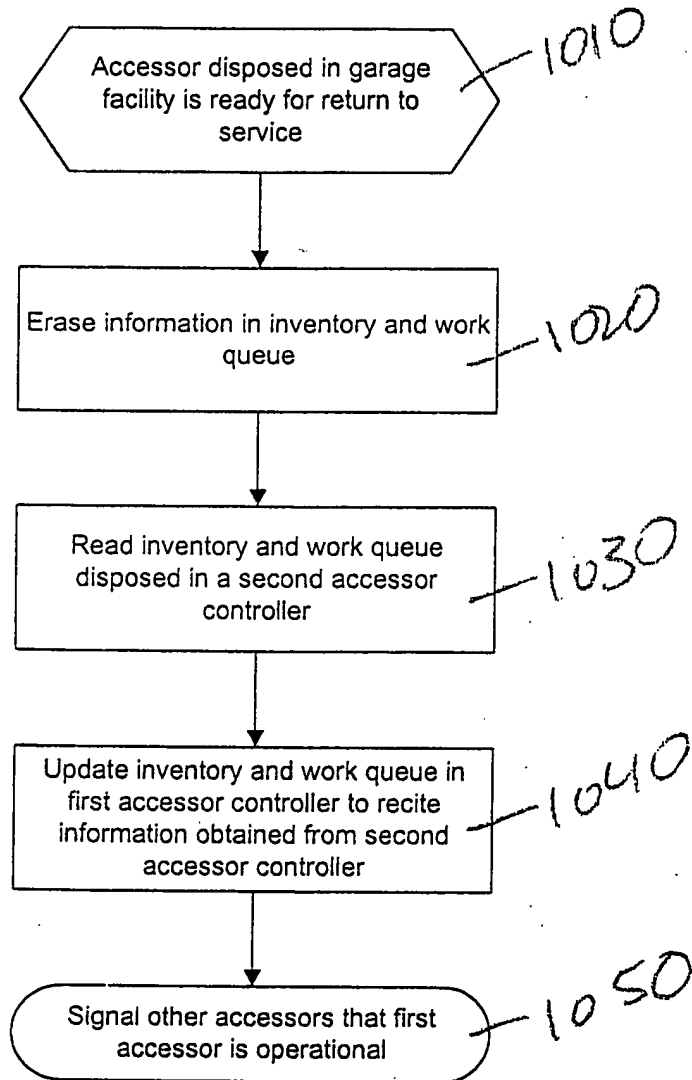 Accessor disposed in garage
facility is ready for return to
service
1010
Erase information in inventory and work
queue
1020
Read inventory and work queue
disposed in a second accessor
controller
1030
Update inventory and work queue in
first accessor controller to recite
information obtained from second
accessor controller
1040
Signal other accessors that first
accessor is operational
1050